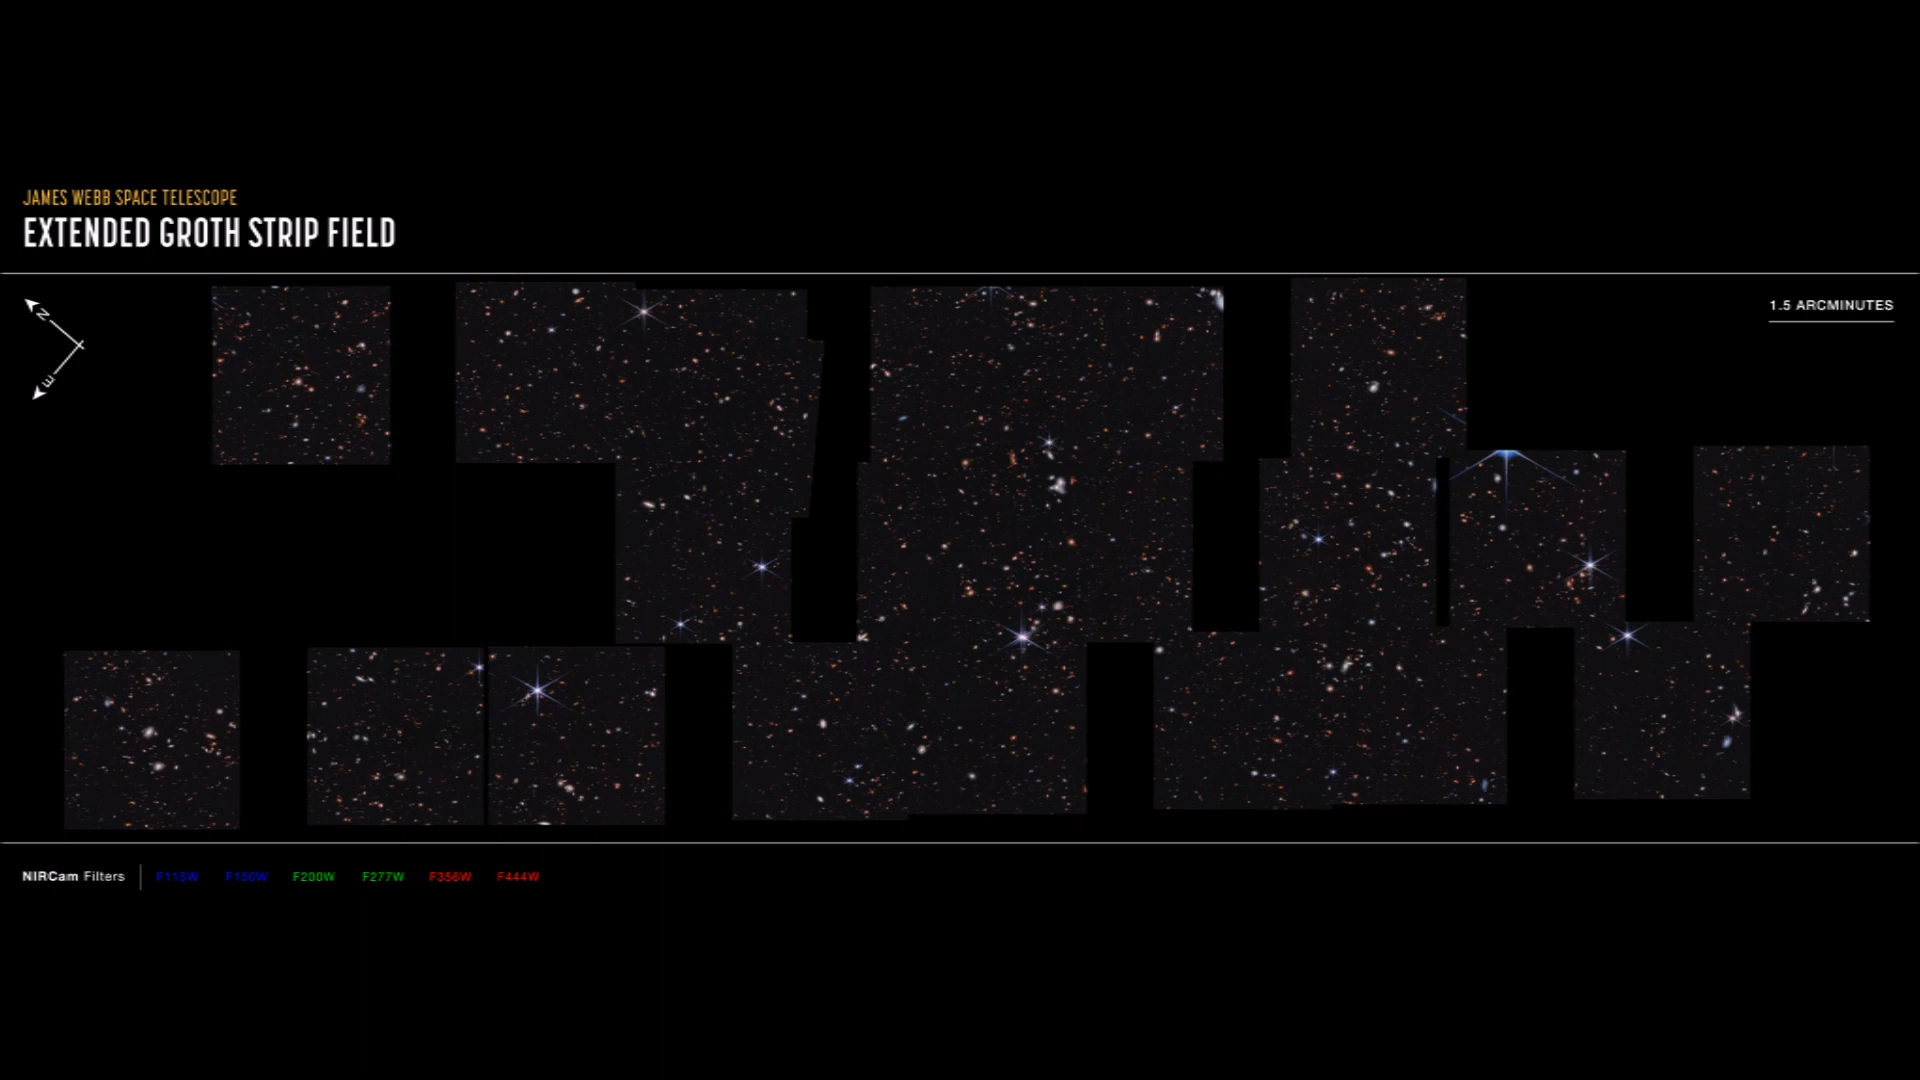 JAMES WEBB SPACE TELESCOPE
EXTENDED GROTH STRIP FIELD
N
E
1.5 ARCMINUTES
NIRCam Filters F115W F150W F200W F277W F356W F444W